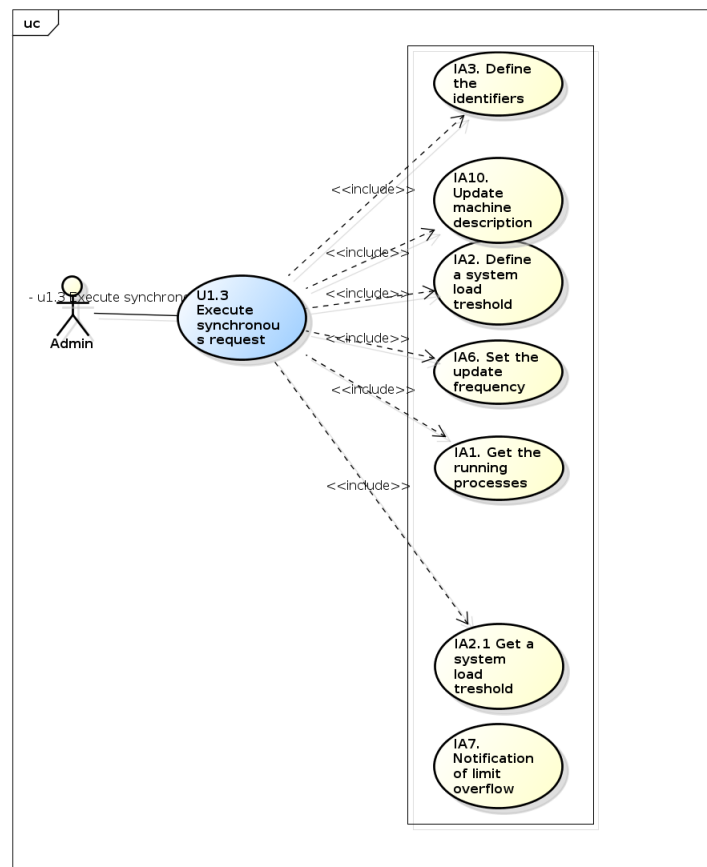 uc
IA3. Define
the
identifiers
<<include>>
IA10.
Update
machine
description
<<include>>
IA2. Define
a system
load
treshold
<<include>>
- u1.3 Execute synchrono
U1.3
Execute
synchronou
s request
Admin
<<include>>
IA6. Set the
update
frequency
<<include>>
IA1. Get the
running
processes
<<include>>
IA2.1 Get a
system
load
treshold
IA7.
Notification
of limit
overflow